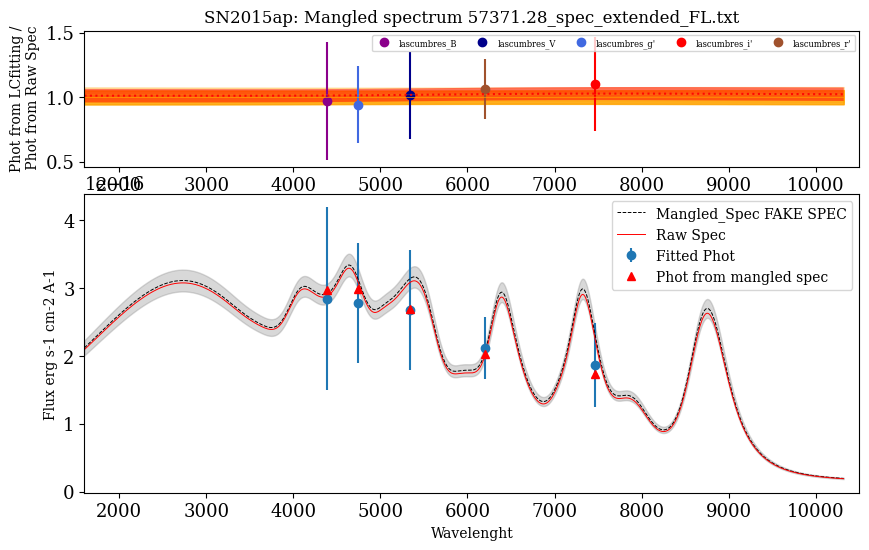 SN2015ap: Mangled spectrum 57371.28_spec_extended_FL.txt
Phot from LCfitting /
Phot from Raw Spec
1.5
1.0
0.5
lascumbres_B
lascumbres_V
lascumbres_g'
lascumbres_i'
lascumbres_r'
2000 3000 4000 5000 6000 7000 8000 9000 10000
1e−16
Flux erg s-1 cm-2 A-1
4
3
2
1
0
Mangled_Spec FAKE SPEC
Raw Spec
Fitted Phot
Phot from mangled spec
2000 3000 4000 5000 6000 7000 8000 9000 10000
Wavelenght